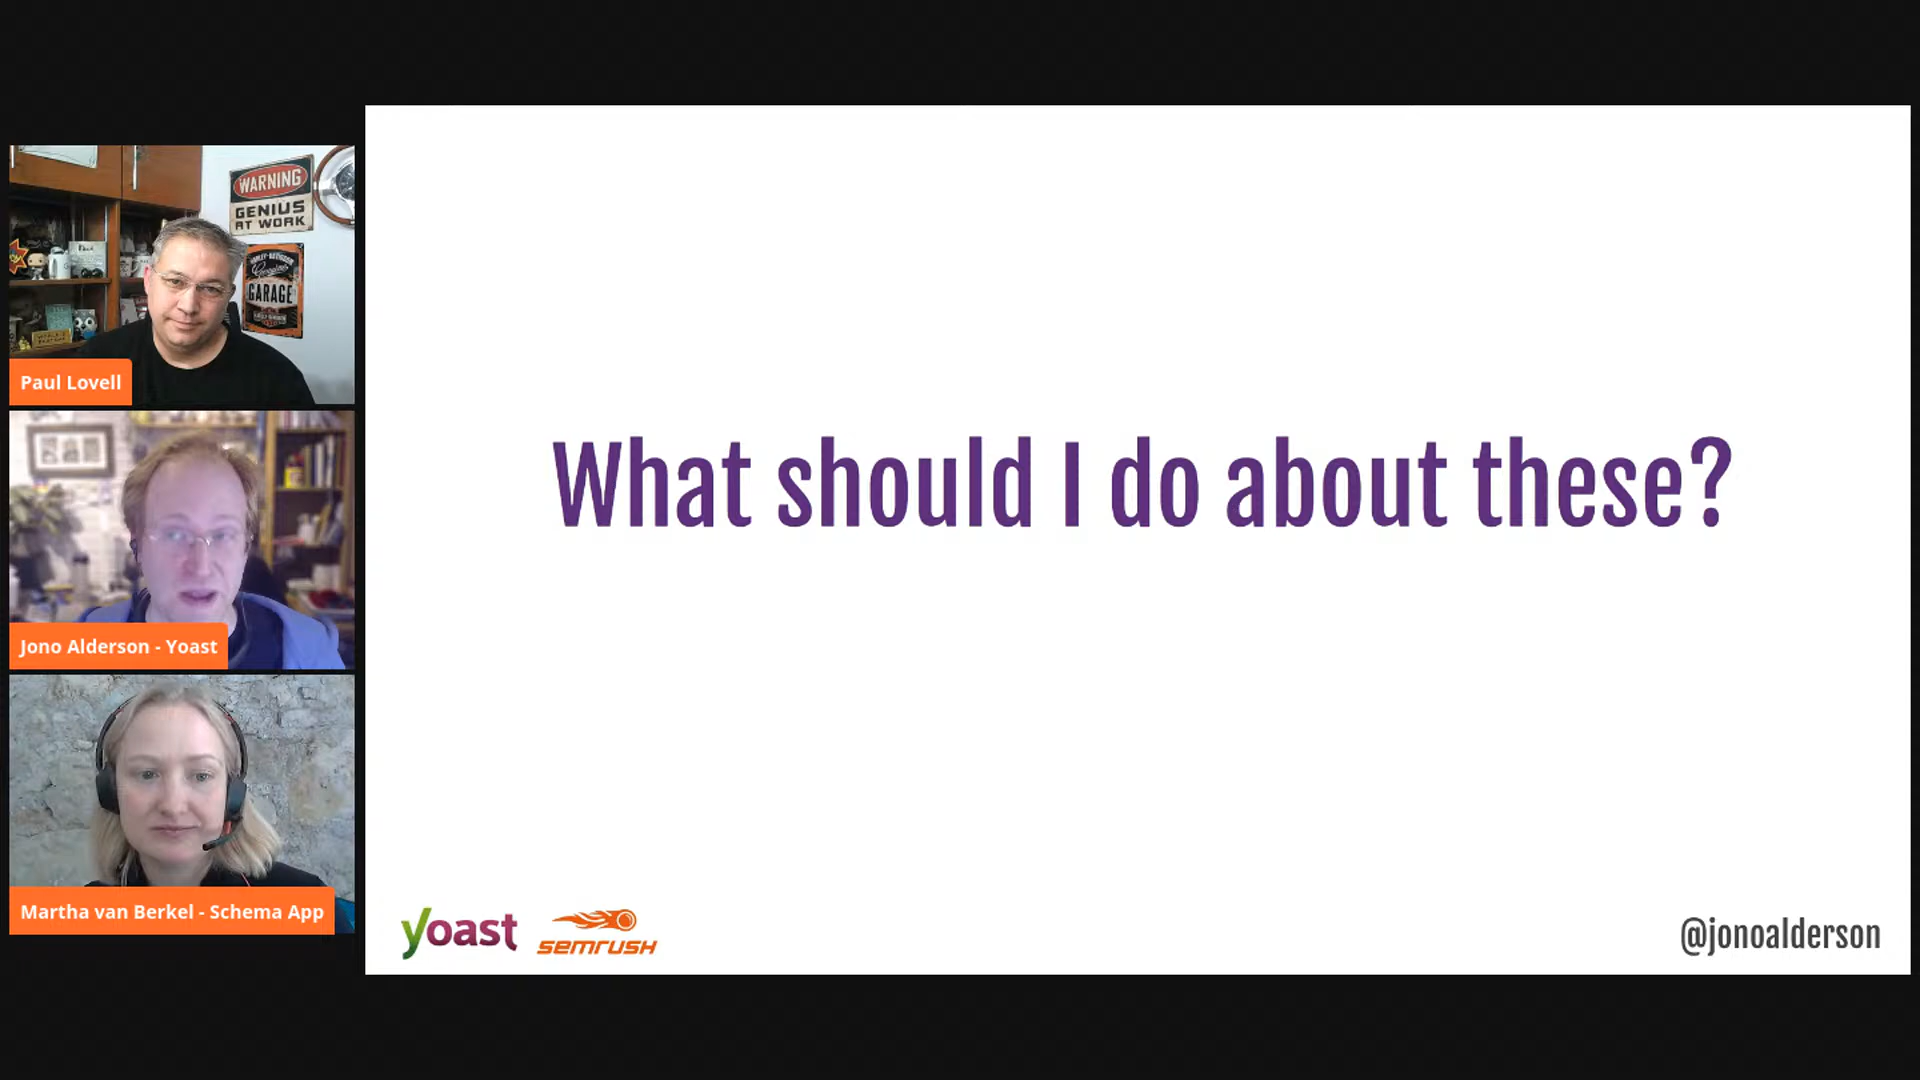 WARNING
GENIUS
AT WORK
GARAGE
Paul Lovell
Jono Alderson - Yoast
Martha van Berkel - Schema App
What should I do about these?
yoast
SEMRUSH
@jonoalderson